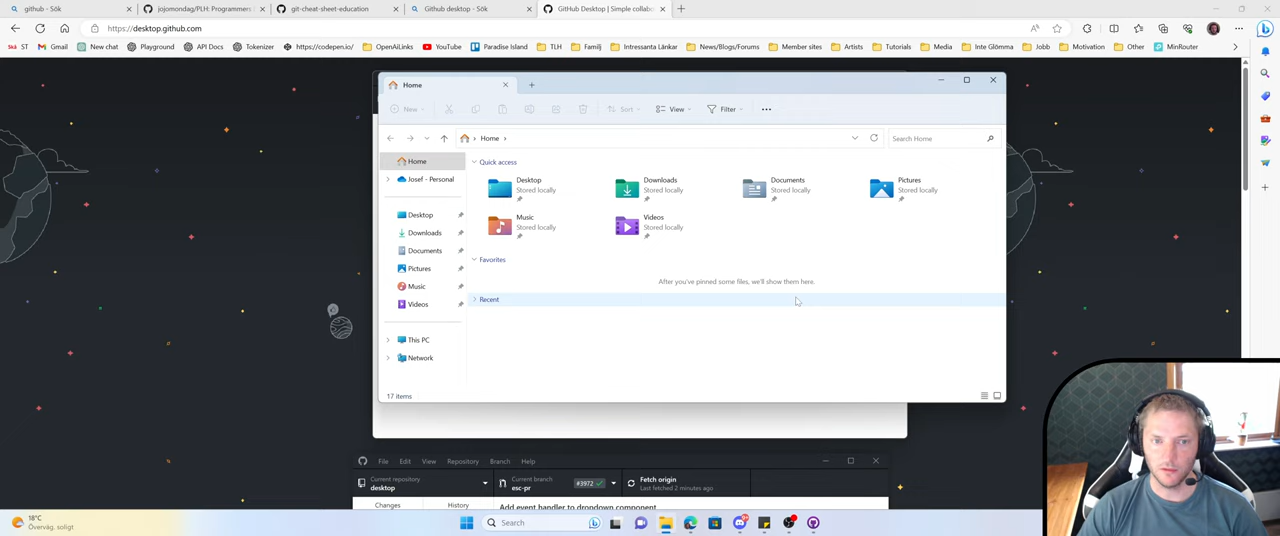 github - Sök
jojomondag/PLH: Programmers
git-cheat-sheet-education
Github desktop - Sök
GitHub Desktop | Simple collabo
https://desktop.github.com
Skist ST
Gmail
New chat
Playground
API Docs
Tokenizer
https://codepen.io/
OpenAiLinks
YouTube
Paradise Island
TLH
Familj
Intressanta Länkar
News/Blogs/Forums
Member sites
Artists
Tutorials
Media
Inte Glömma
Jobb
Motivation
Other
MinRouter
Home
New
Sort
View
Filter
Home
Search Home
Home
Josef - Personal
Desktop
Downloads
Documents
Pictures
Music
Videos
This PC
Network
Quick access
Desktop
Stored locally
Downloads
Stored locally
Documents
Stored locally
Pictures
Stored locally
Music
Stored locally
Videos
Stored locally
Favorites
After you've pinned some files, we'll show them here.
Recent
17 items
File Edit View Repository Branch Help
Current repository
desktop
Current branch
esc-pr
#3972
Fetch origin
Last fetched 2 minutes ago
Changes
History
Add event handler to dropdown component
18°C
Överväg. soligt
Search